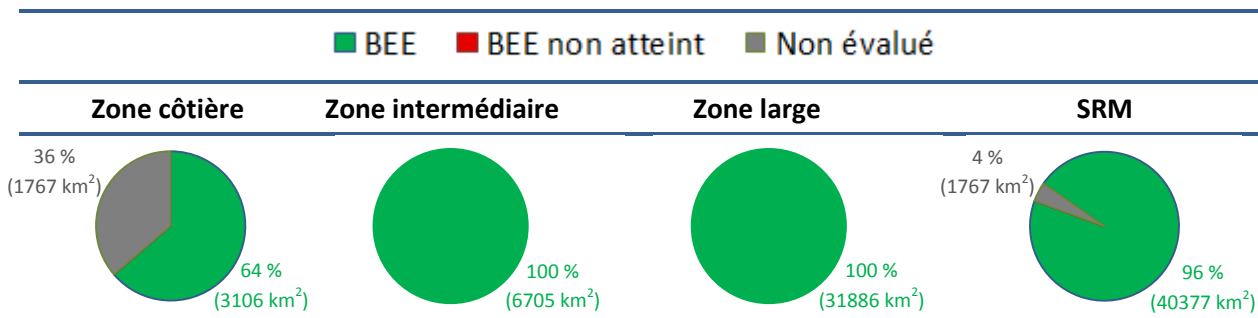 BEE BEE non atteint Non évalué
Zone côtière Zone intermédiaire Zone large SRM
36 %
(1767 km²)
64 %
(3106 km²)
100 %
(6705 km²)
100 %
(31886 km²)
4 %
(1767 km²)
96 %
(40377 km²)